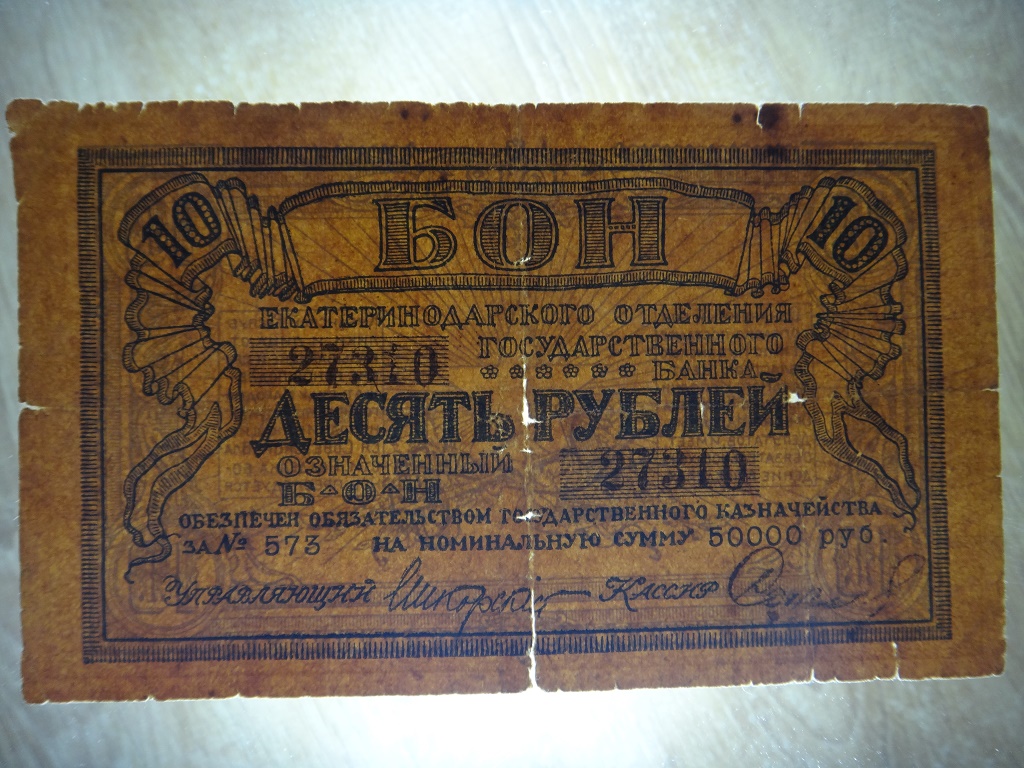 10 БОН 10
ЕКАТЕРИНОДАРСКОГО ОТДЕЛЕНИЯ
27310 ГОСУДАРСТВЕННОГО
БАНКА
ДЕСЯТЬ РУБЛЕЙ
ОЗНАЧЕННЫЙ 27310
Б-О-Н
ОБЕЗПЕЧЕН ОБЯЗАТЕЛЬСТВОМ ГОСУДАРСТВЕННОГО КАЗНАЧЕЙСТВА
ЗА № 573 НА НОМИНАЛЬНУЮ СУММУ 50000 руб.
Управляющий Кассир